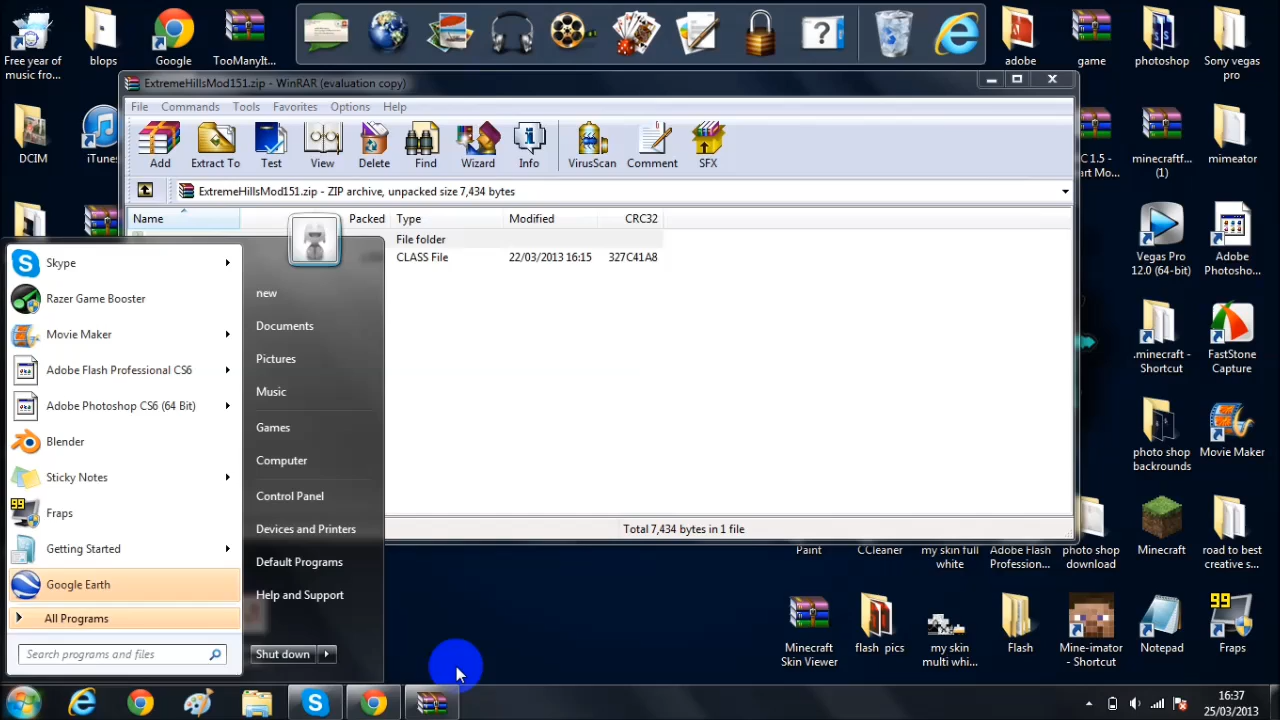 Free year of
music fro...
blops
Google
TooManyIt...
adobe
game
photoshop
Sony vegas
pro
ExtremeHillsMod151.zip - WinRAR (evaluation copy)
File Commands Tools Favorites Options Help
Add
Extract To
Test
View
Delete
Find
Wizard
Info
VirusScan
Comment
SFX
ExtremeHillsMod151.zip - ZIP archive, unpacked size 7,434 bytes
Name Packed Type Modified CRC32
File folder
CLASS File 22/03/2013 16:15 327C41A8
Total 7,434 bytes in 1 file
DCIM
iTune
C 1.5 -
art Mo...
minecraftf...
(1)
mimeator
Vegas Pro
12.0 (64-bit)
Adobe
Photosho...
.minecraft -
Shortcut
FastStone
Capture
photo shop
backrounds
Movie Maker
Skype
Razer Game Booster
Movie Maker
Adobe Flash Professional CS6
Adobe Photoshop CS6 (64 Bit)
Blender
Sticky Notes
99
Fraps
Getting Started
Google Earth
All Programs
Search programs and files
new
Documents
Pictures
Music
Games
Computer
Control Panel
Devices and Printers
Default Programs
Help and Support
Shut down
Paint
CCleaner
my skin full
white
Adobe Flash
Profession...
photo shop
download
Minecraft
road to best
creative s...
Minecraft
Skin Viewer
flash pics
my skin
multi whi...
Flash
Mine-imator
- Shortcut
Notepad
99
Fraps
16:37
25/03/2013